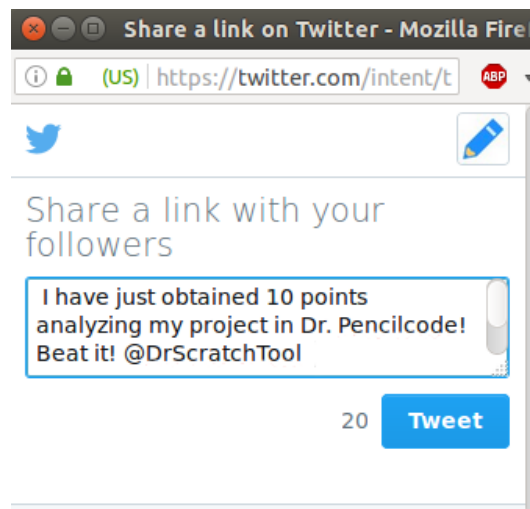 Share a link on Twitter - Mozilla Fire
(US) https://twitter.com/intent/t
ABP
Share a link with your
followers
I have just obtained 10 points
analyzing my project in Dr. Pencilcode!
Beat it! @DrScratchTool
20 Tweet